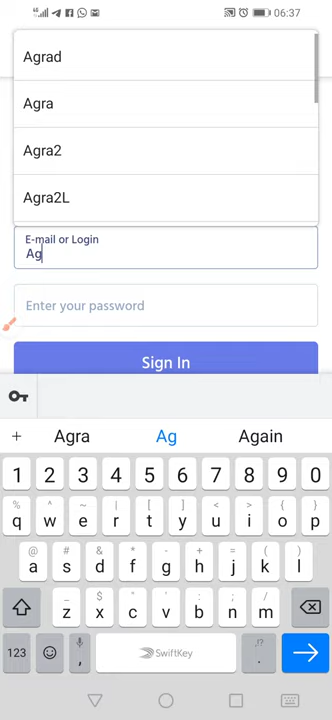 06:37
Agrad
Agra
Agra2
Agra2L
E-mail or Login
Ag
Enter your password
Sign In
+ Agra Ag Again
1 2 3 4 5 6 7 8 9 0
% ^ ~ | [ ] < > { }
q w e r t y u i o p
@ # & * - + = ( )
a s d f g h j k l
_ $ " ' : ; /
z x c v b n m
123 , SwiftKey ,!? .